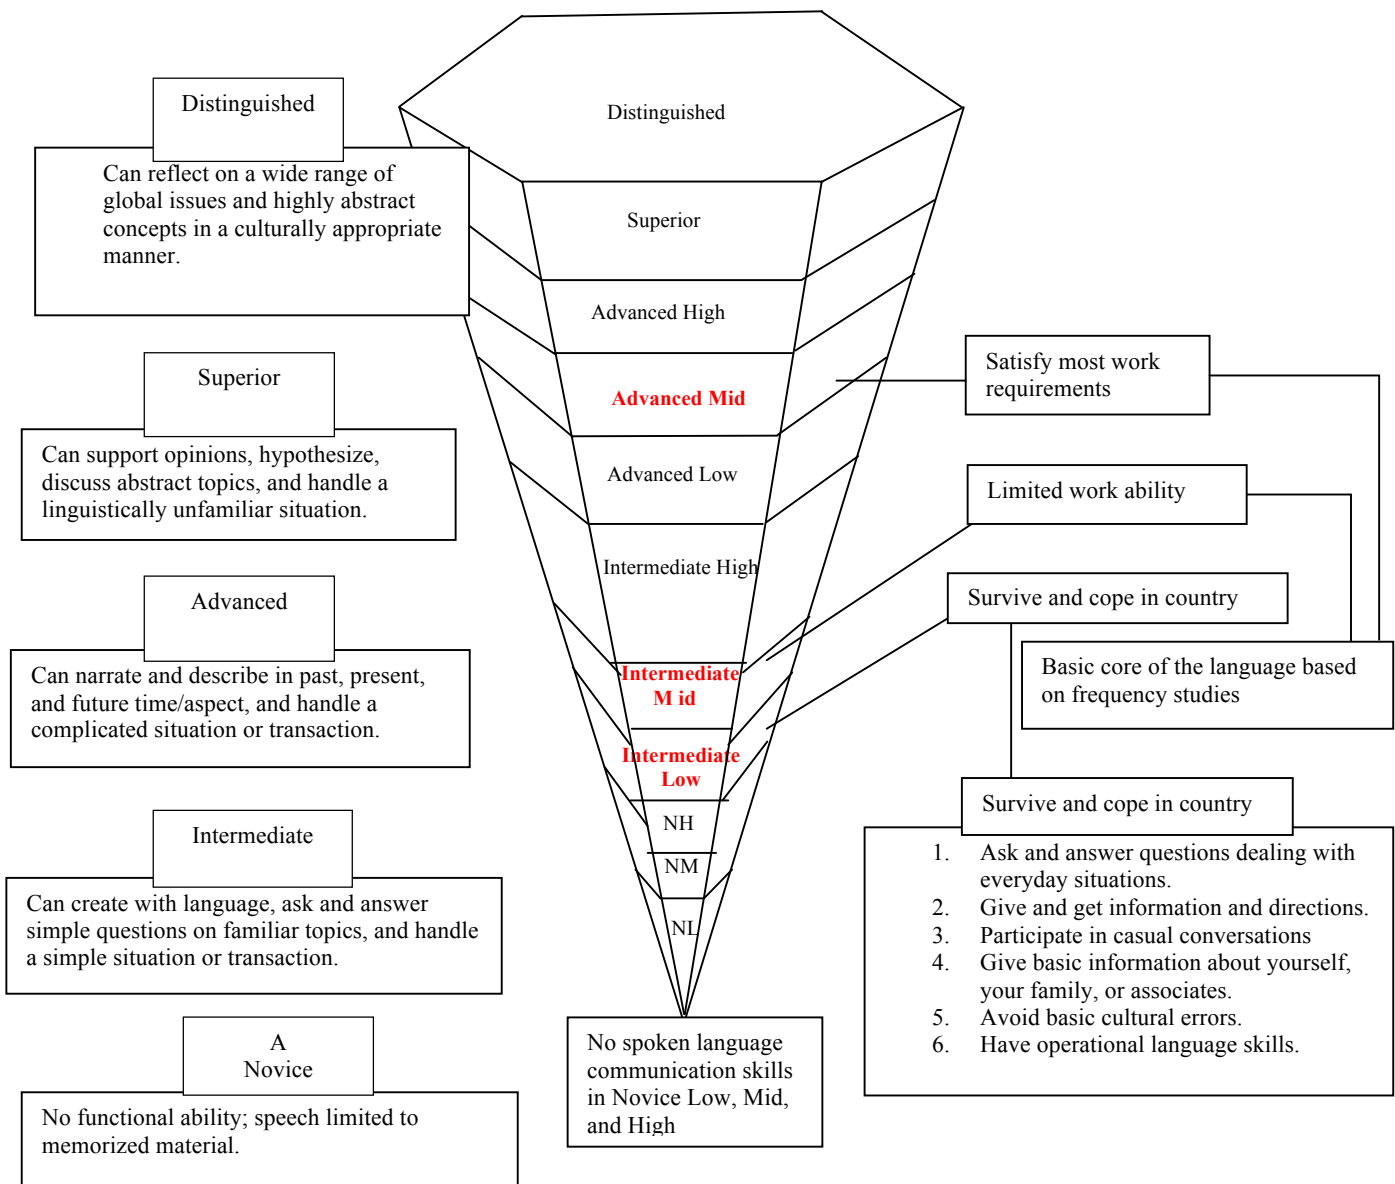 Distinguished
Can reflect on a wide range of
global issues and highly abstract
concepts in a culturally appropriate
manner.
Superior
Can support opinions, hypothesize,
discuss abstract topics, and handle a
linguistically unfamiliar situation.
Advanced
Can narrate and describe in past, present,
and future time/aspect, and handle a
complicated situation or transaction.
Intermediate
Can create with language, ask and answer
simple questions on familiar topics, and handle
a simple situation or transaction.
A
Novice
No functional ability; speech limited to
memorized material.
Distinguished
Superior
Advanced High
Advanced Mid
Advanced Low
Intermediate High
Intermediate
M id
Intermediate
Low
NH
NM
NL
No spoken language
communication skills
in Novice Low, Mid,
and High
Satisfy most work
requirements
Limited work ability
Survive and cope in country
Basic core of the language based
on frequency studies
Survive and cope in country
1. Ask and answer questions dealing with
everyday situations.
2. Give and get information and directions.
3. Participate in casual conversations
4. Give basic information about yourself,
your family, or associates.
5. Avoid basic cultural errors.
6. Have operational language skills.